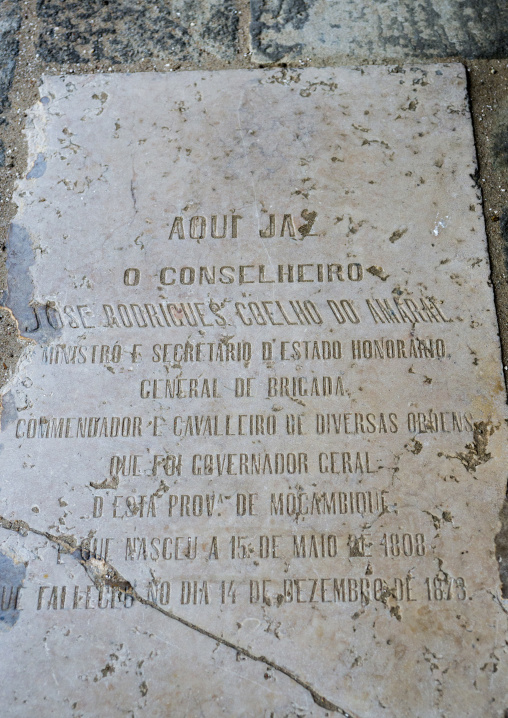 AQUI JAZ
O CONSELHEIRO
JOSE RODRIGUES COELHO DO AMARAL
MINISTRO E SECRETARIO D'ESTADO HONORARIO,
GENERAL DE BRIGADA,
COMMENDADOR E CAVALLEIRO DE DIVERSAS ORDENS
QUE FOI GOVERNADOR GERAL
D'ESTA PROV.A DE MOÇAMBIQUE,
E QUE NASCEU A 15 DE MAIO DE 1808
QUE FALLECEU NO DIA 14 DE DEZEMBRO DE 1873.